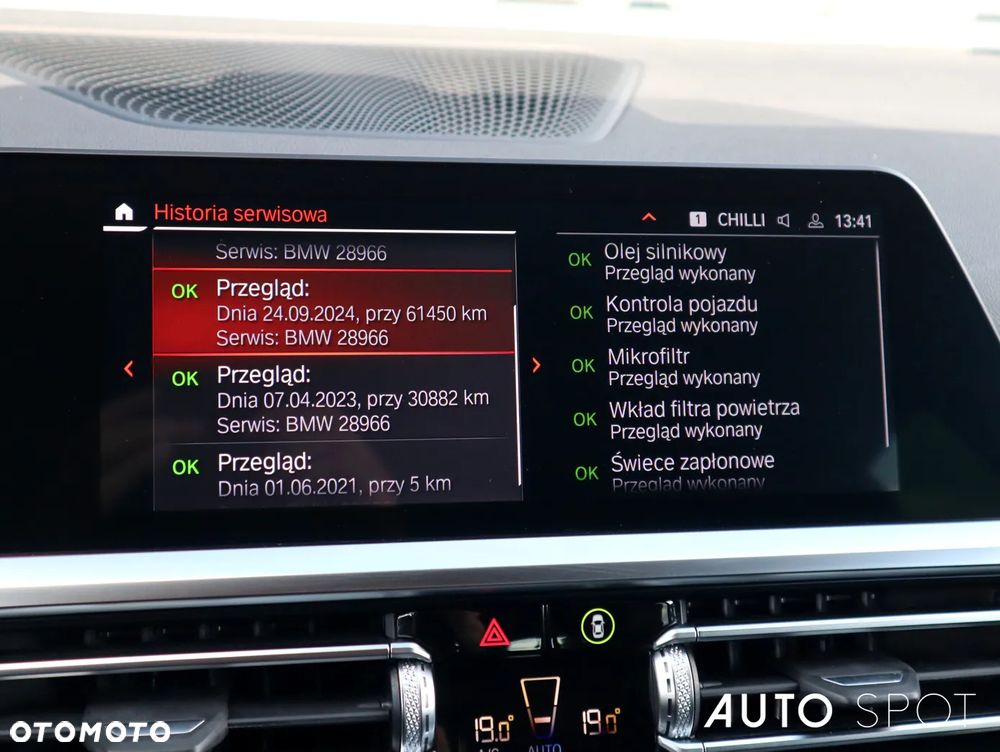 Historia serwisowa
1 CHILLI 13:41
Serwis: BMW 28966
OK Przegląd:
Dnia 24.09.2024, przy 61450 km
Serwis: BMW 28966
OK Przegląd:
Dnia 07.04.2023, przy 30882 km
Serwis: BMW 28966
OK Przegląd:
Dnia 01.06.2021, przy 5 km
OK Olej silnikowy
Przegląd wykonany
OK Kontrola pojazdu
Przegląd wykonany
OK Mikrofiltr
Przegląd wykonany
OK Wkład filtra powietrza
Przegląd wykonany
OK Świece zapłonowe
Przegląd wykonany
19.0°
19.0°
A/C
AUTO
AUTO SPOT
OTOMOTO